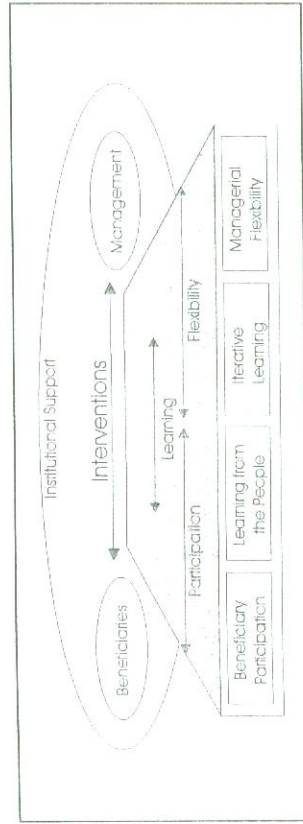 Institutional Support
Beneficiaries
Management
Interventions
Learning
Participation
Flexibility
Beneficiary
Participation
Learning from
the People
Iterative
Learning
Managerial
Flexibility